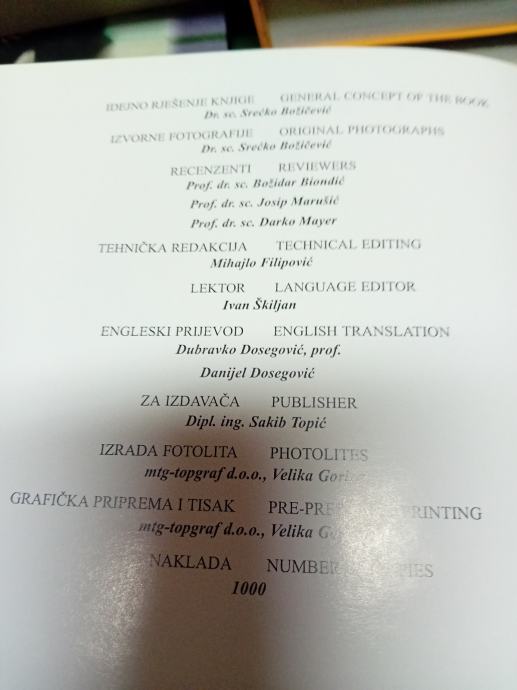 IDEJNO RJEŠENJE KNJIGE GENERAL CONCEPT OF THE BOOK
Dr. sc. Srećko Božičević
IZVORNE FOTOGRAFIJE ORIGINAL PHOTOGRAPHS
Dr. sc. Srećko Božičević
RECENZENTI REVIEWERS
Prof. dr. sc. Božidar Biondić
Prof. dr. sc. Josip Marušić
Prof. dr. sc. Darko Mayer
TEHNIČKA REDAKCIJA TECHNICAL EDITING
Mihajlo Filipović
LEKTOR LANGUAGE EDITOR
Ivan Škiljan
ENGLESKI PRIJEVOD ENGLISH TRANSLATION
Dubravko Dosegović, prof.
Danijel Dosegović
ZA IZDAVAČA PUBLISHER
Dipl. ing. Sakib Topić
IZRADA FOTOLITA PHOTOLITES
mtg-topgraf d.o.o., Velika
GRAFIČKA PRIPREMA I TISAK PRINTING
mtg-topgraf d.o.o., Velika
NAKLADA NUMBER
1000